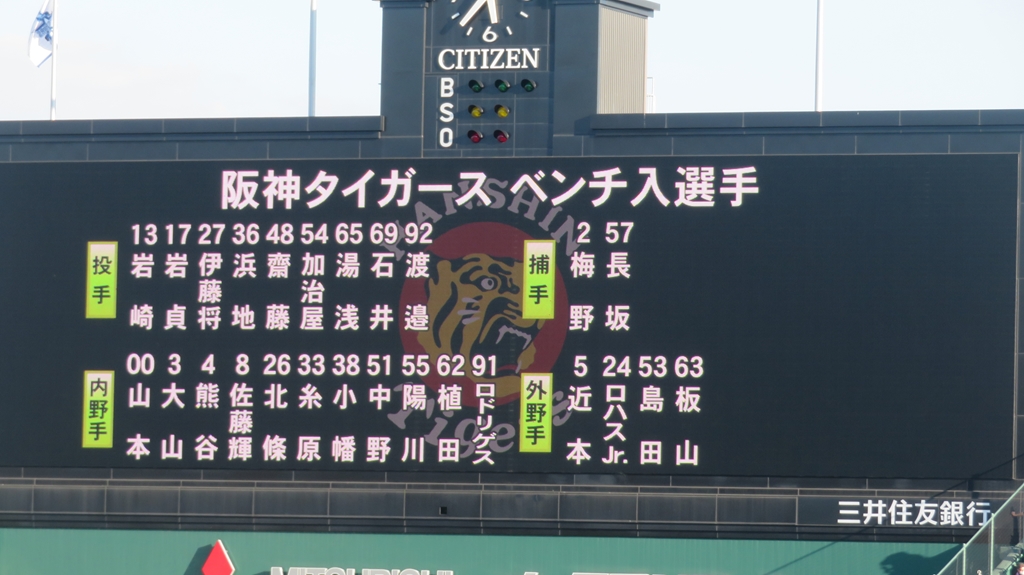 6
CITIZEN
B
S
O
阪神タイガース ベンチ入選手
HANSHIN
Tigers
投手
13 17 27 36 48 54 65 69 92
岩崎 岩貞 伊藤将 浜地 齋藤 加治屋 湯浅 石井 渡邉
捕手
2 57
梅野 長坂
内野手
00 3 4 8 26 33 38 51 55 62 91
山本 大山 熊谷 佐藤輝 北條 糸原 小幡 中野 陽川 植田 ロドリゲス
外野手
5 24 53 63
近本 ロハスJr. 島田 板山
三井住友銀行
MITSUBISHI